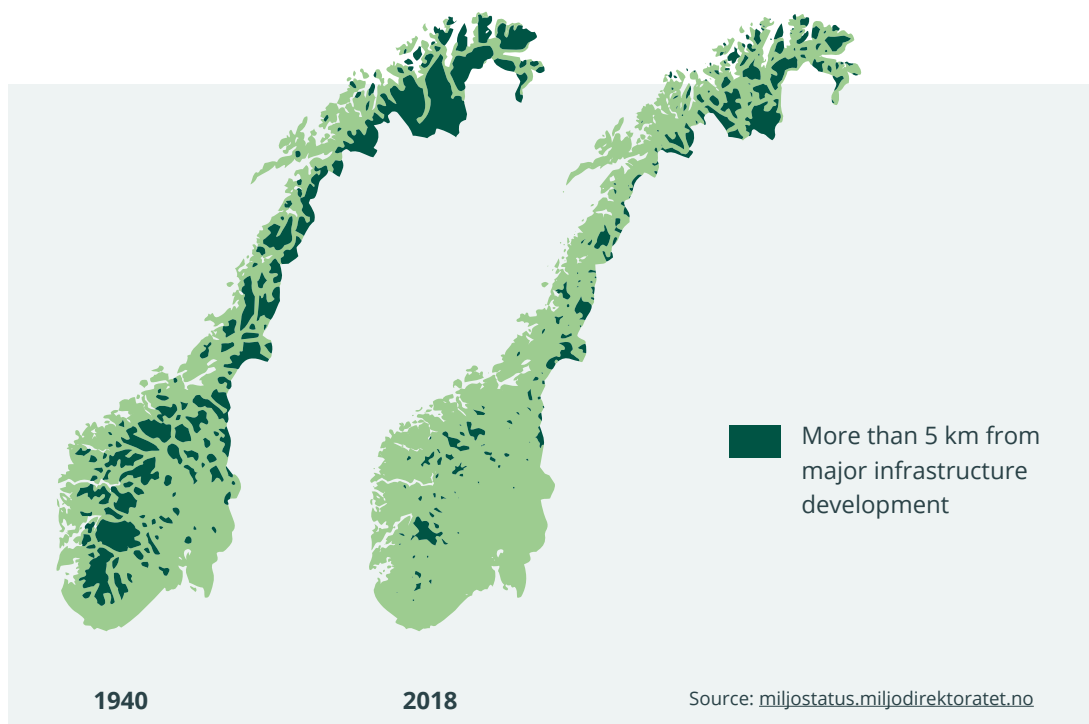 More than 5 km from
major infrastructure
development
1940
2018
Source: miljostatus.miljodirektoratet.no